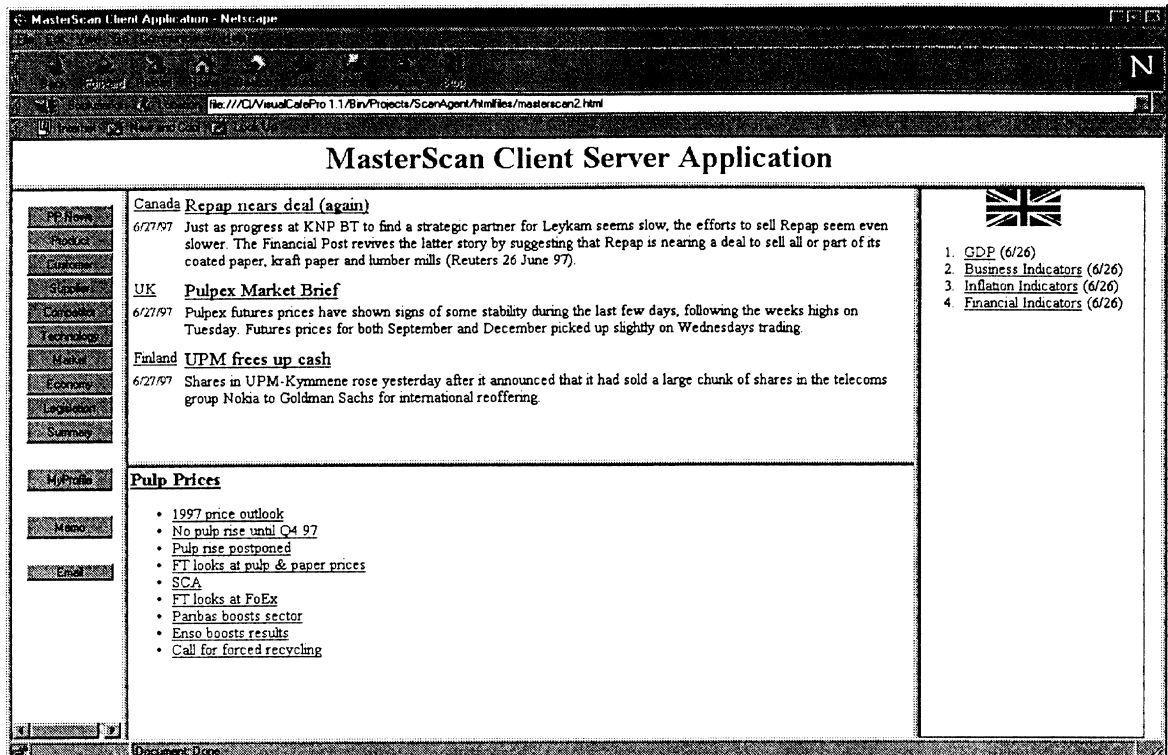 MasterScan Client Application - Netscape
Forward
Stop
N
file:///C|/VisualCafePro 1.1/Bin/Projects/ScanAgent/htmlfiles/masterscan2.html
MasterScan Client Server Application
PP News
Product
Customer
Supplier
Competitor
Technology
Market
Economy
Legislation
Summary
MyProfile
Memo
Email
Canada Repap nears deal (again)
6/27/97 Just as progress at KNP BT to find a strategic partner for Leykam seems slow, the efforts to sell Repap seem even
slower. The Financial Post revives the latter story by suggesting that Repap is nearing a deal to sell all or part of its
coated paper, kraft paper and lumber mills (Reuters 26 June 97).
UK Pulpex Market Brief
6/27/97 Pulpex futures prices have shown signs of some stability during the last few days, following the weeks highs on
Tuesday. Futures prices for both September and December picked up slightly on Wednesdays trading.
Finland UPM frees up cash
6/27/97 Shares in UPM-Kymmene rose yesterday after it announced that it had sold a large chunk of shares in the telecoms
group Nokia to Goldman Sachs for international reoffering.
Pulp Prices
• 1997 price outlook
• No pulp rise until Q4 97
• Pulp rise postponed
• FT looks at pulp & paper prices
• SCA
• FT looks at FoEx
• Paribas boosts sector
• Enso boosts results
• Call for forced recycling
1. GDP (6/26)
2. Business Indicators (6/26)
3. Inflation Indicators (6/26)
4. Financial Indicators (6/26)
Document: Done